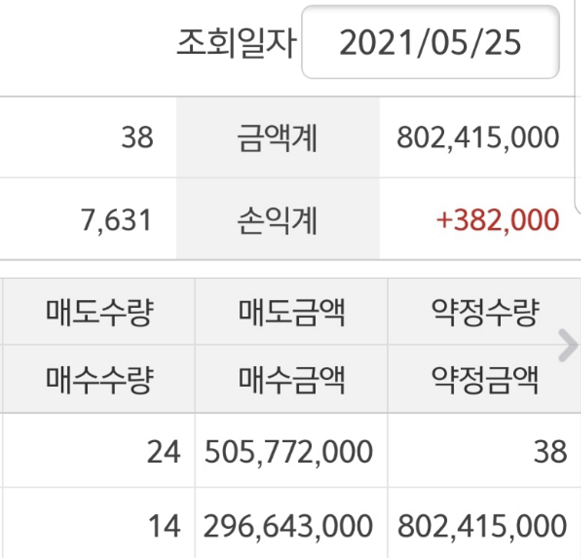 조회일자 2021/05/25
38 금액계 802,415,000
7,631 손익계 +382,000
매도수량 매도금액 약정수량
매수수량 매수금액 약정금액
24 505,772,000 38
14 296,643,000 802,415,000